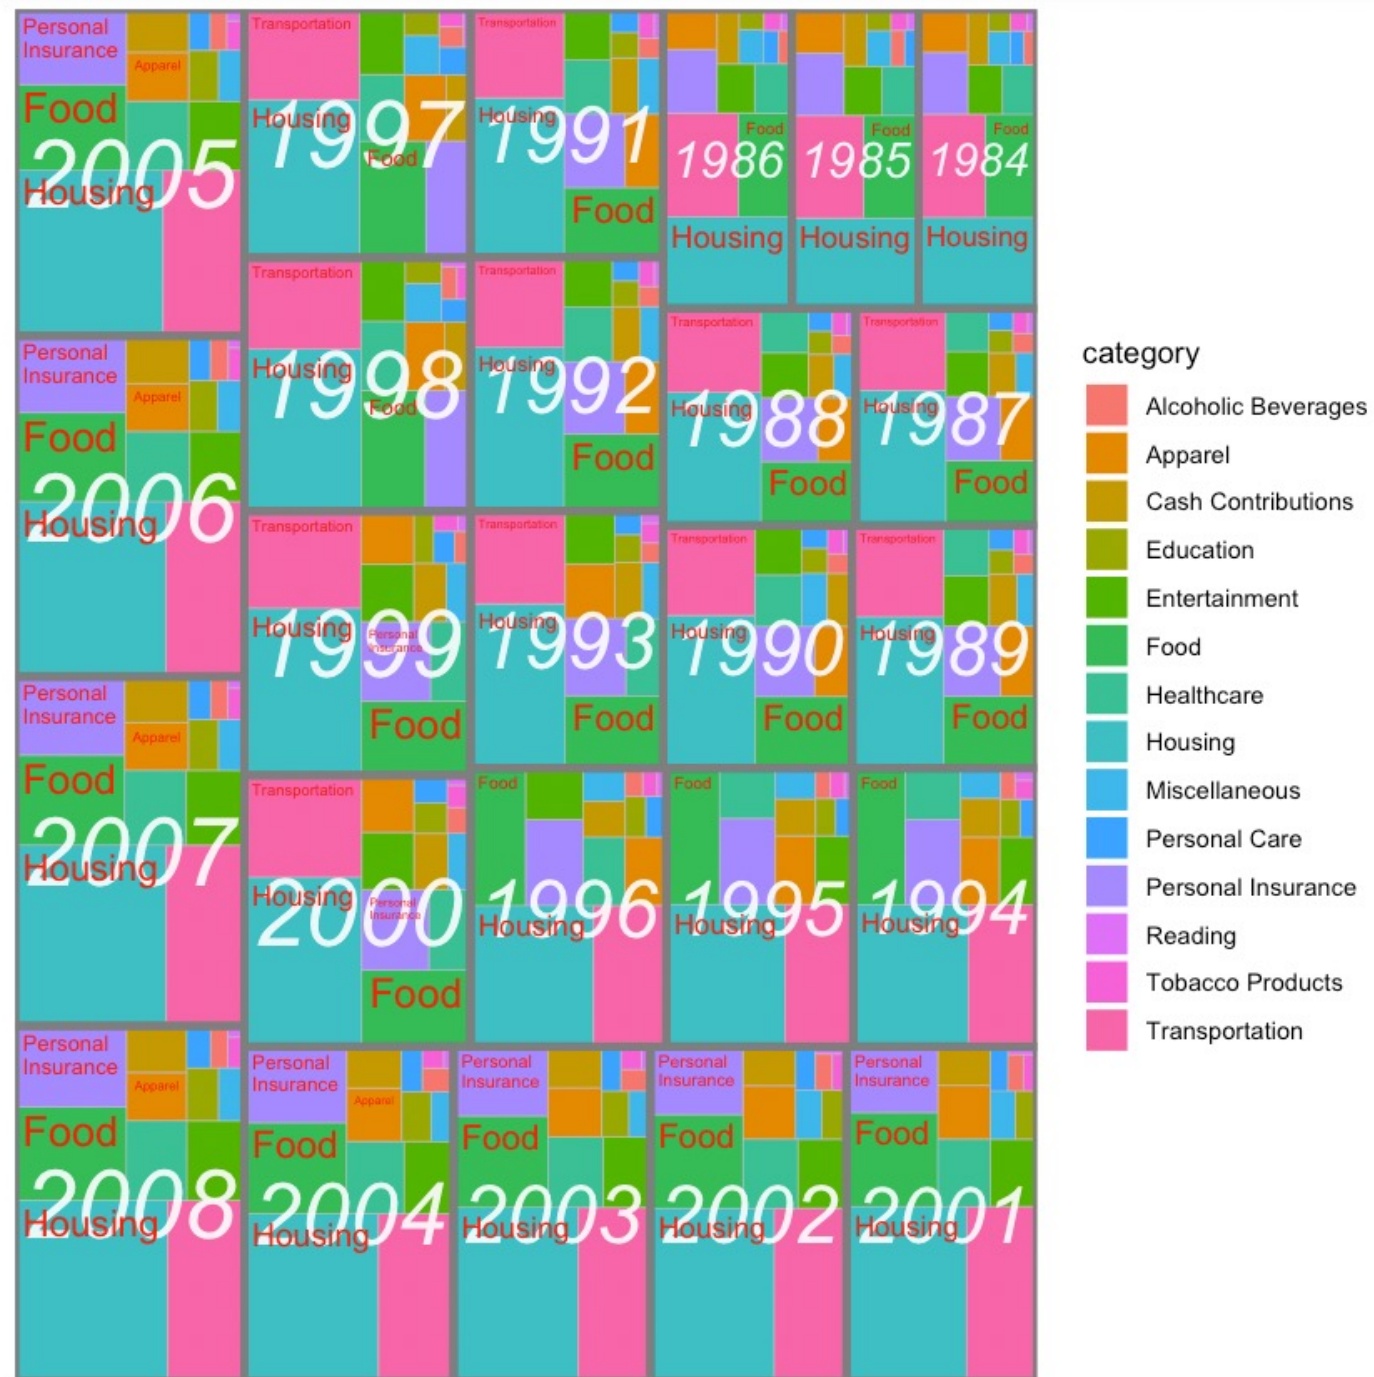 Personal
Insurance
Apparel
Food
2005
Housing
Transportation
Housing
1997
Food
Transportation
Housing
1991
Food
Food
1986
Housing
Food
1985
Housing
Food
1984
Housing
Personal
Insurance
Apparel
Food
2006
Housing
Transportation
Housing
1998
Food
Transportation
Housing
1992
Food
Transportation
Housing
1988
Food
Transportation
Housing
1987
Food
Personal
Insurance
Apparel
Food
2007
Housing
Transportation
Housing
1999
Personal
Insurance
Food
Transportation
Housing
1993
Food
Transportation
Housing
1990
Food
Transportation
Housing
1989
Food
Transportation
Housing
2000
Personal
Insurance
Food
Food
1996
Housing
Food
1995
Housing
Food
1994
Housing
Personal
Insurance
Apparel
Food
2008
Housing
Personal
Insurance
Apparel
Food
2004
Housing
Personal
Insurance
Food
2003
Housing
Personal
Insurance
Food
2002
Housing
Personal
Insurance
Food
2001
Housing
category
Alcoholic Beverages
Apparel
Cash Contributions
Education
Entertainment
Food
Healthcare
Housing
Miscellaneous
Personal Care
Personal Insurance
Reading
Tobacco Products
Transportation